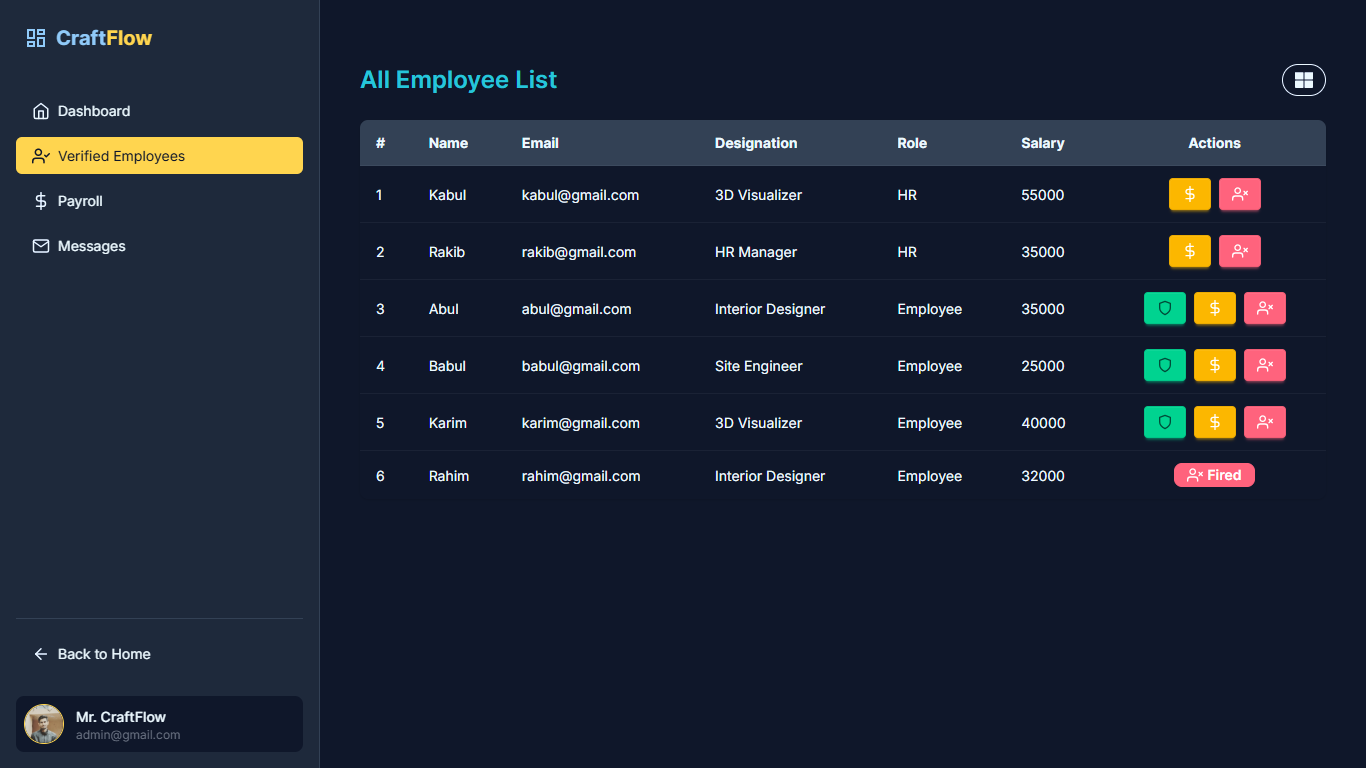 CraftFlow
Dashboard
Verified Employees
Payroll
Messages
Back to Home
Mr. CraftFlow
admin@gmail.com
All Employee List
# Name Email Designation Role Salary Actions
1 Kabul kabul@gmail.com 3D Visualizer HR 55000
2 Rakib rakib@gmail.com HR Manager HR 35000
3 Abul abul@gmail.com Interior Designer Employee 35000
4 Babul babul@gmail.com Site Engineer Employee 25000
5 Karim karim@gmail.com 3D Visualizer Employee 40000
6 Rahim rahim@gmail.com Interior Designer Employee 32000 Fired